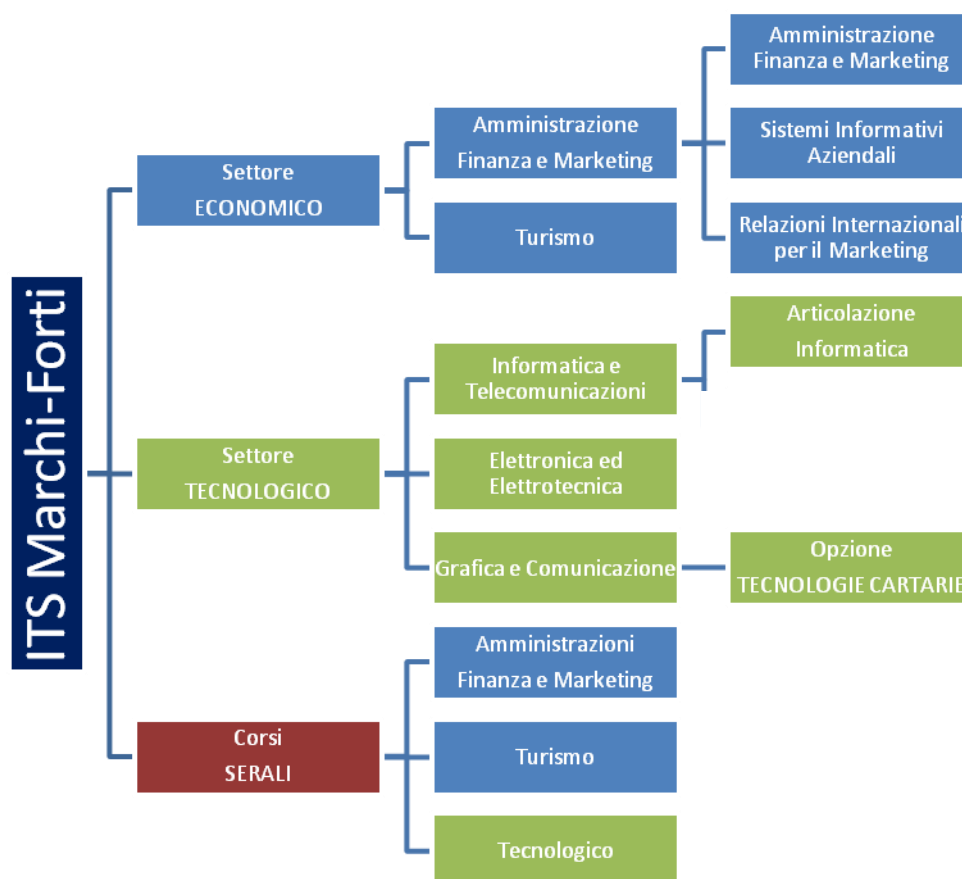 ITS Marchi-Forti
Settore
ECONOMICO
Amministrazione
Finanza e Marketing
Amministrazione
Finanza e Marketing
Sistemi Informativi
Aziendali
Relazioni Internazionali
per il Marketing
Turismo
Settore
TECNOLOGICO
Informatica e
Telecomunicazioni
Articolazione
Informatica
Elettronica ed
Elettrotecnica
Grafica e Comunicazione
Opzione
TECNOLOGIE CARTARIE
Corsi
SERALI
Amministrazioni
Finanza e Marketing
Turismo
Tecnologico